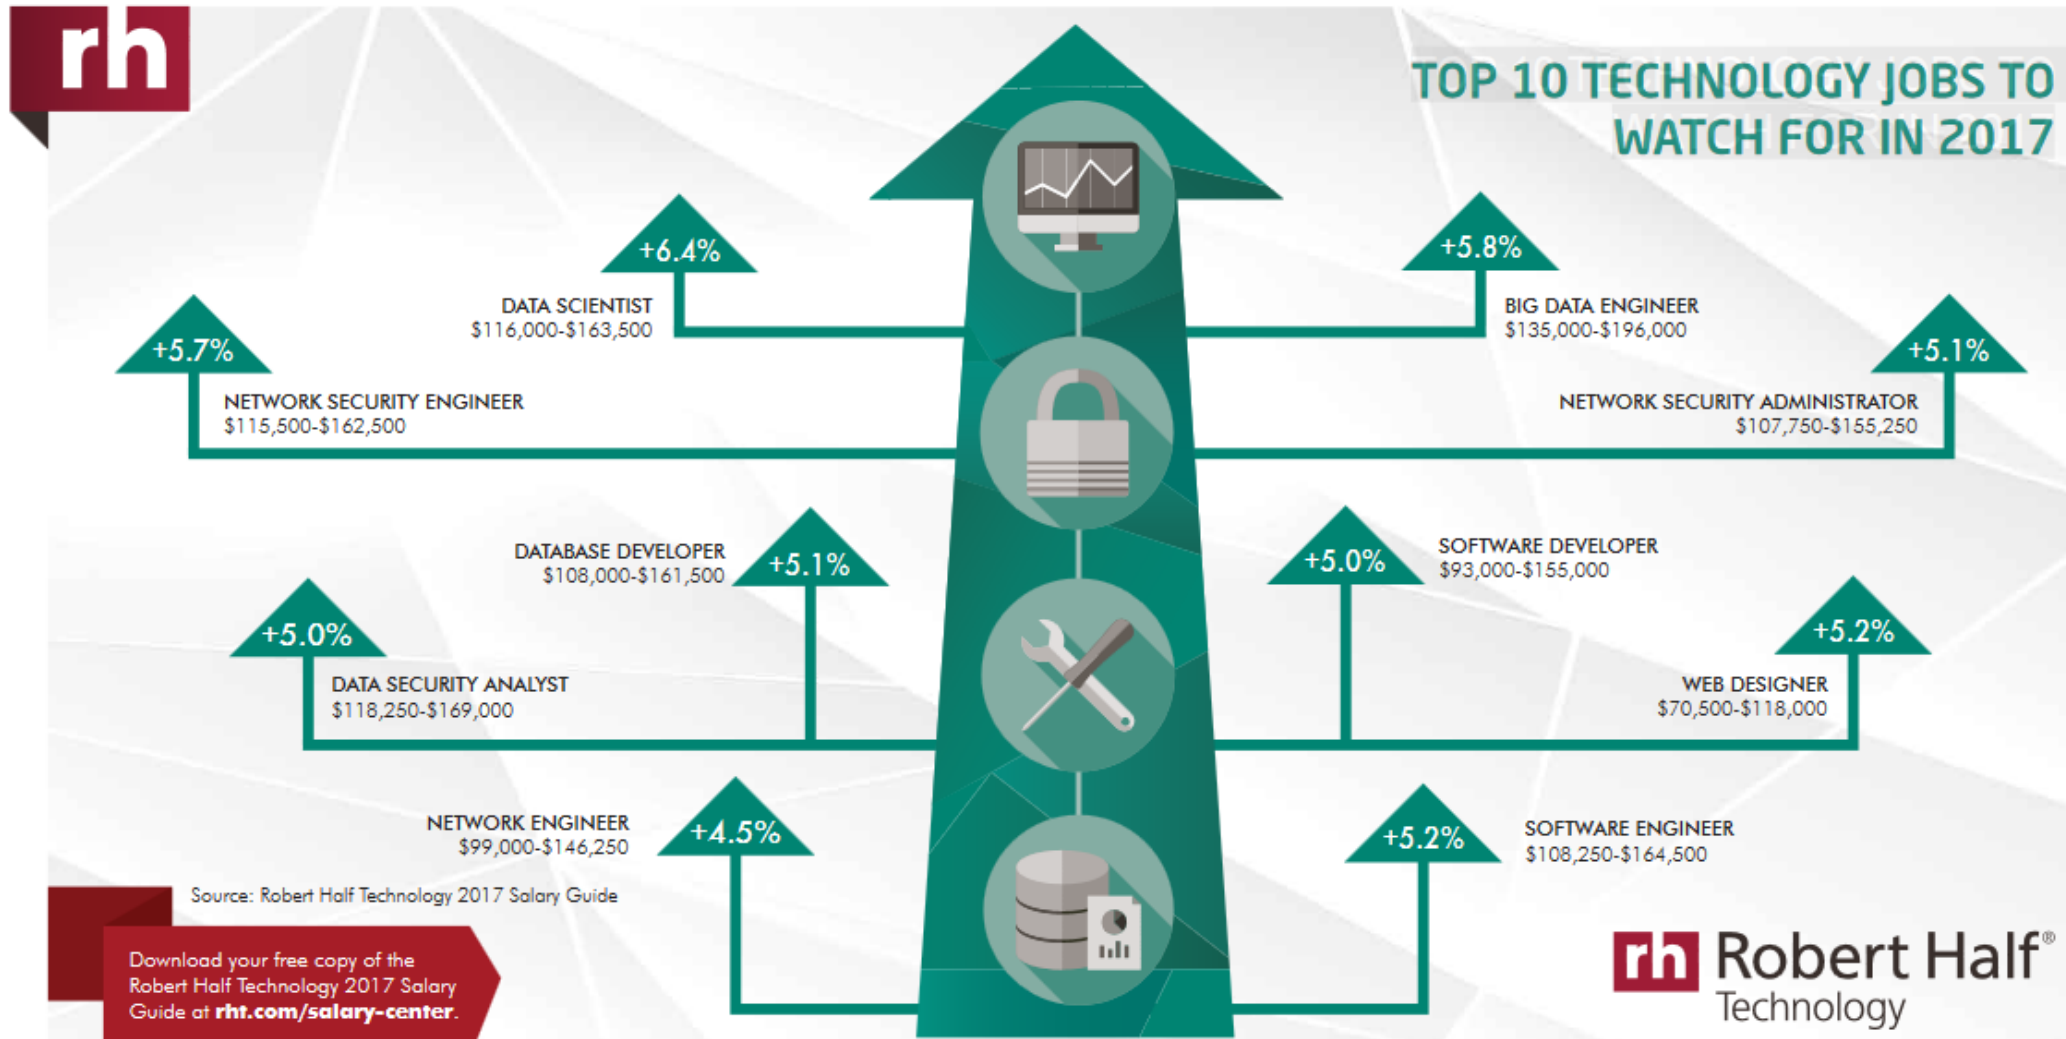 rh
TOP 10 TECHNOLOGY JOBS TO
WATCH FOR IN 2017
+6.4%
DATA SCIENTIST
$116,000-$163,500
+5.8%
BIG DATA ENGINEER
$135,000-$196,000
+5.7%
NETWORK SECURITY ENGINEER
$115,500-$162,500
+5.1%
NETWORK SECURITY ADMINISTRATOR
$107,750-$155,250
DATABASE DEVELOPER
$108,000-$161,500
+5.1%
+5.0%
SOFTWARE DEVELOPER
$93,000-$155,000
+5.0%
DATA SECURITY ANALYST
$118,250-$169,000
+5.2%
WEB DESIGNER
$70,500-$118,000
NETWORK ENGINEER
$99,000-$146,250
+4.5%
+5.2%
SOFTWARE ENGINEER
$108,250-$164,500
Source: Robert Half Technology 2017 Salary Guide
Download your free copy of the
Robert Half Technology 2017 Salary
Guide at rht.com/salary-center.
rh Robert Half®
Technology